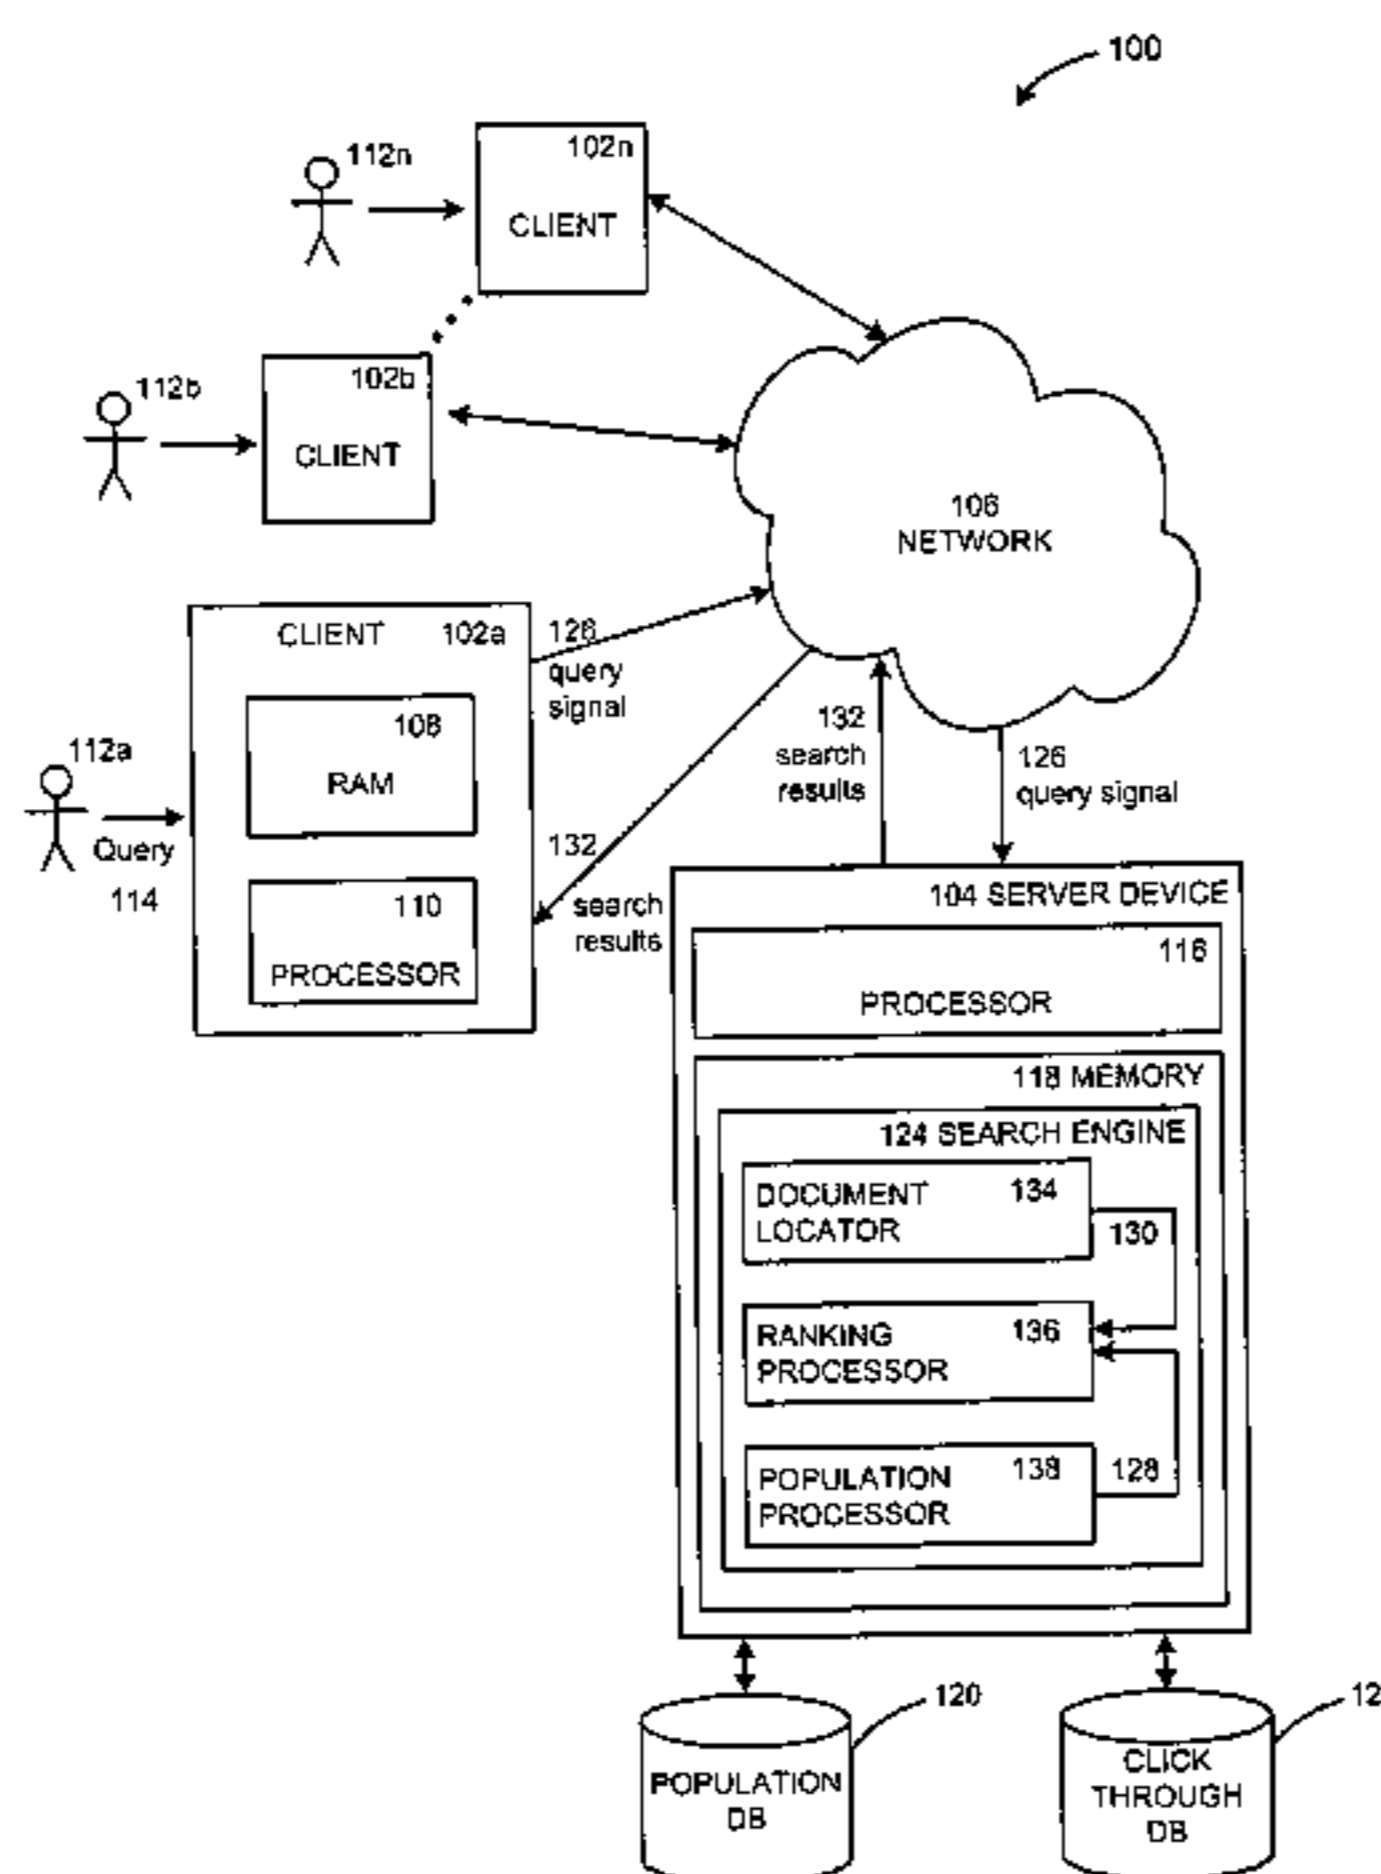 100
112n
102n
CLIENT
112b
102b
CLIENT
106
NETWORK
CLIENT 102a
126
query
signal
108
RAM
112a
Query
114
132
search
results
110
PROCESSOR
132
search
results
126
query signal
104 SERVER DEVICE
116
PROCESSOR
118 MEMORY
124 SEARCH ENGINE
DOCUMENT 134
LOCATOR
130
RANKING 136
PROCESSOR
POPULATION 138
PROCESSOR
128
120
POPULATION
DB
12
CLICK
THROUGH
DB